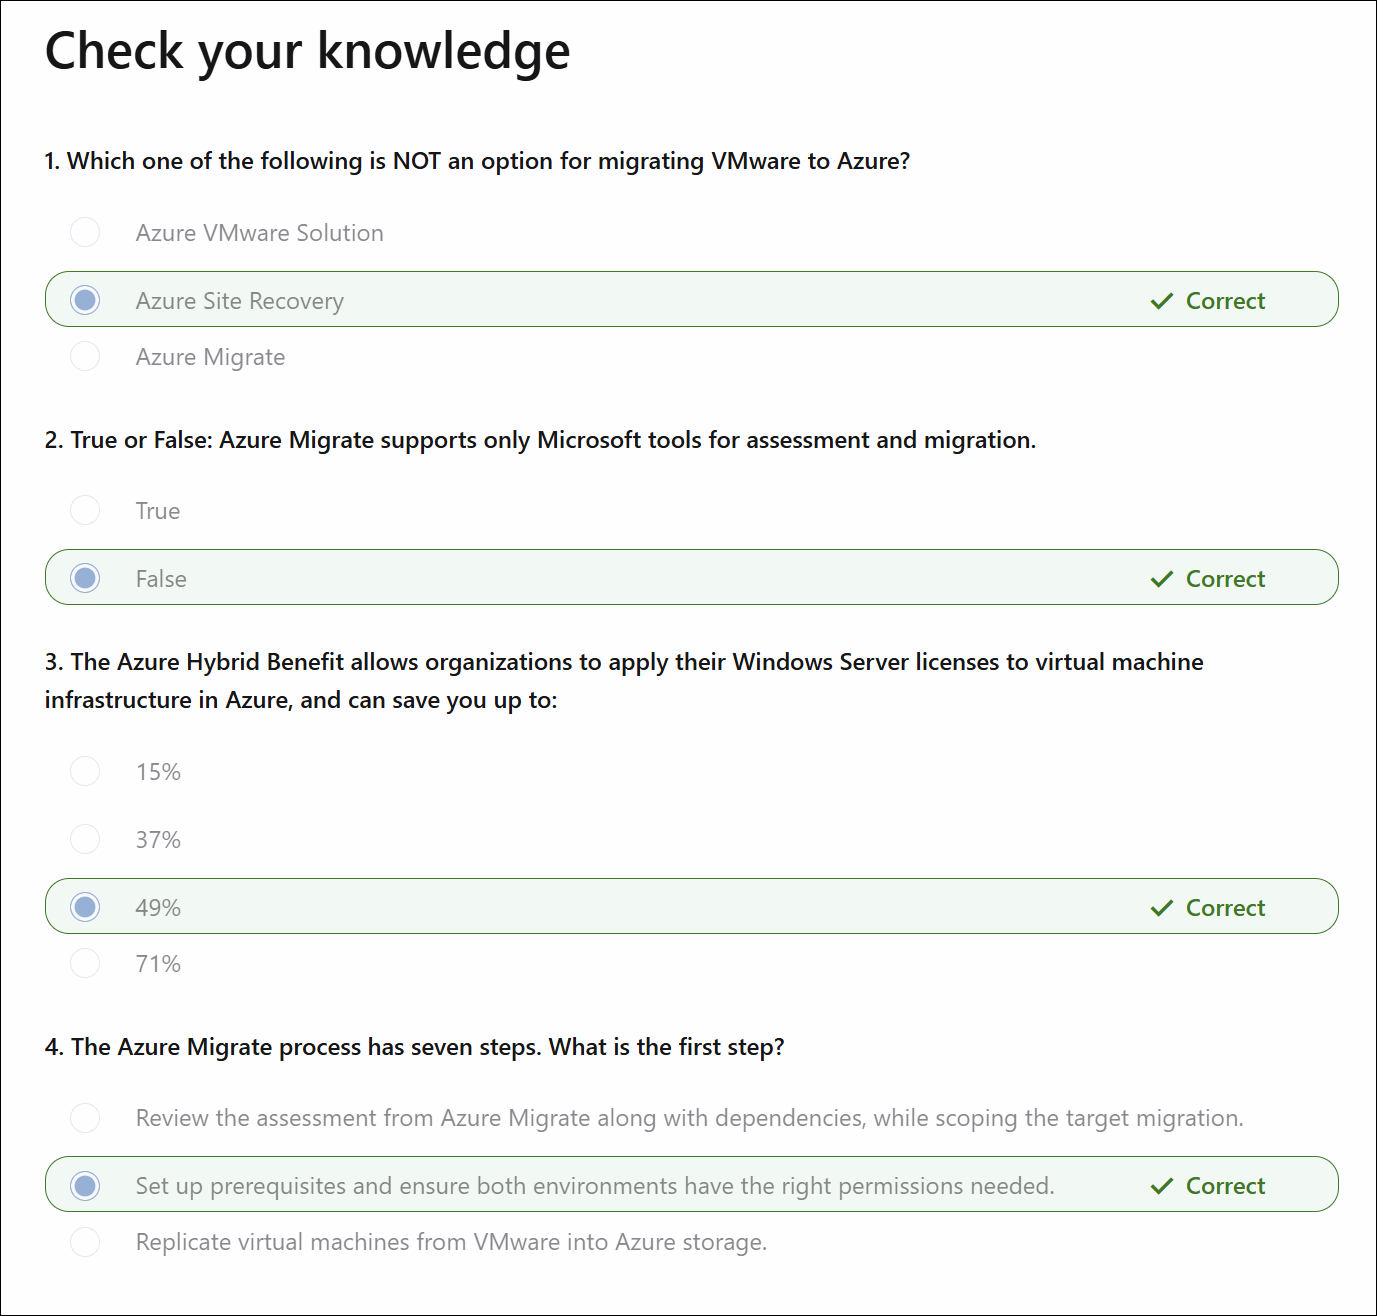 Check your knowledge
1. Which one of the following is NOT an option for migrating VMware to Azure?
Azure VMware Solution
Azure Site Recovery Correct
Azure Migrate
2. True or False: Azure Migrate supports only Microsoft tools for assessment and migration.
True
False Correct
3. The Azure Hybrid Benefit allows organizations to apply their Windows Server licenses to virtual machine
infrastructure in Azure, and can save you up to:
15%
37%
49% Correct
71%
4. The Azure Migrate process has seven steps. What is the first step?
Review the assessment from Azure Migrate along with dependencies, while scoping the target migration.
Set up prerequisites and ensure both environments have the right permissions needed. Correct
Replicate virtual machines from VMware into Azure storage.